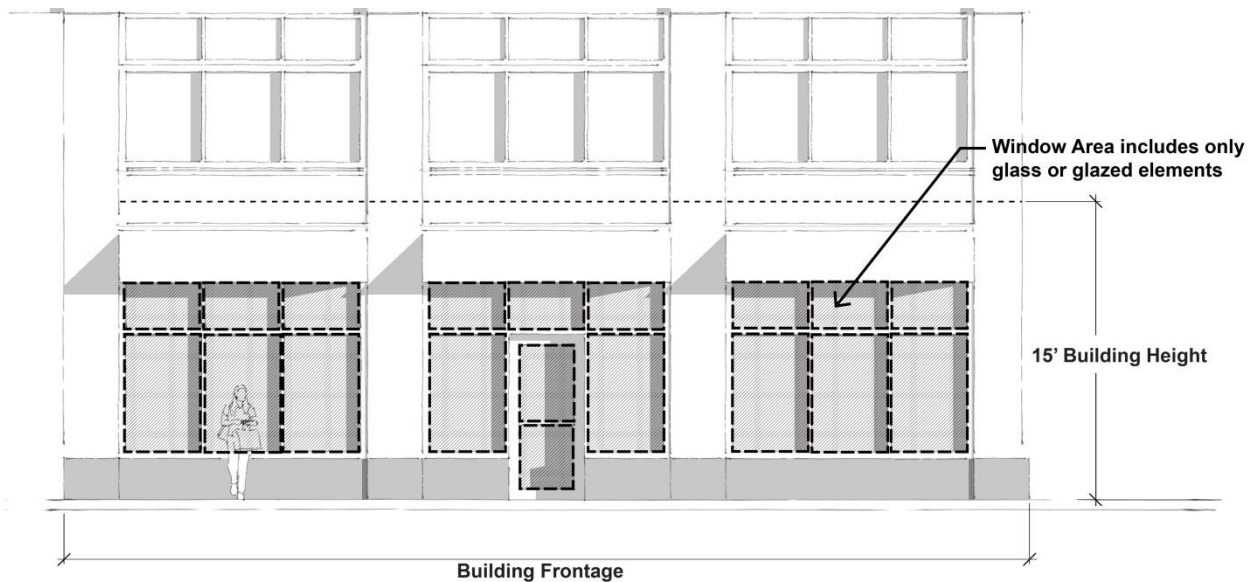 Window Area includes only
glass or glazed elements
15’ Building Height
Building Frontage